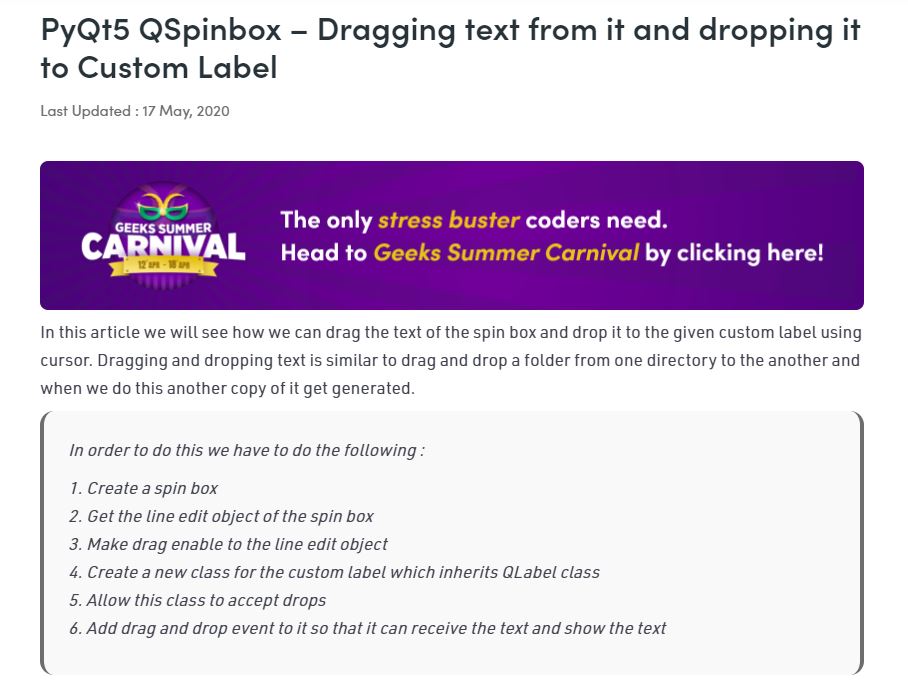 PyQt5 QSpinbox – Dragging text from it and dropping it
to Custom Label
Last Updated : 17 May, 2020
GEEKS SUMMER
CARNIVAL
12 APR - 18 APR
The only stress buster coders need.
Head to Geeks Summer Carnival by clicking here!
In this article we will see how we can drag the text of the spin box and drop it to the given custom label using
cursor. Dragging and dropping text is similar to drag and drop a folder from one directory to the another and
when we do this another copy of it get generated.
In order to do this we have to do the following :
1. Create a spin box
2. Get the line edit object of the spin box
3. Make drag enable to the line edit object
4. Create a new class for the custom label which inherits QLabel class
5. Allow this class to accept drops
6. Add drag and drop event to it so that it can receive the text and show the text